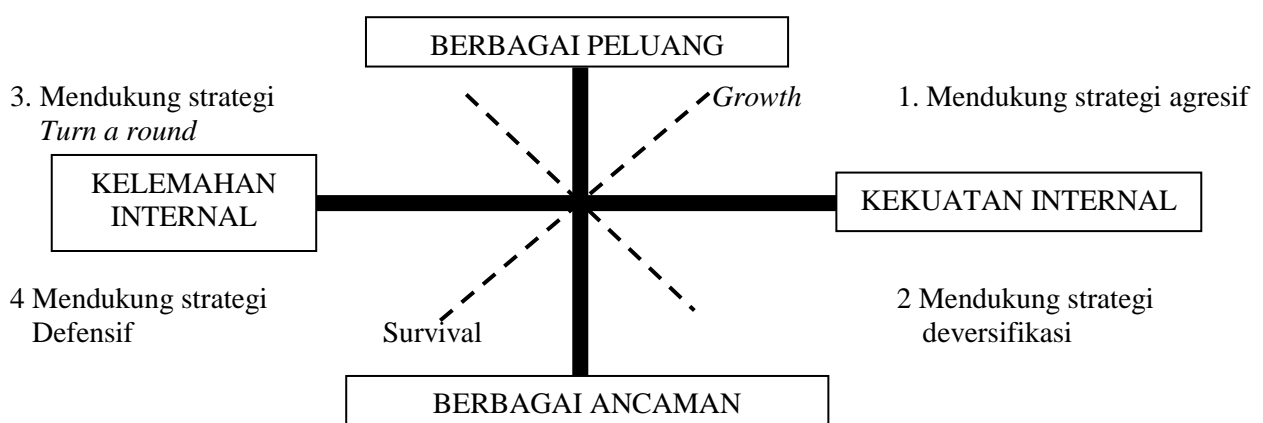 BERBAGAI PELUANG
3. Mendukung strategi
Turn a round
Growth
1. Mendukung strategi agresif
KELEMAHAN
INTERNAL
KEKUATAN INTERNAL
4 Mendukung strategi
Defensif
Survival
2 Mendukung strategi
deversifikasi
BERBAGAI ANCAMAN